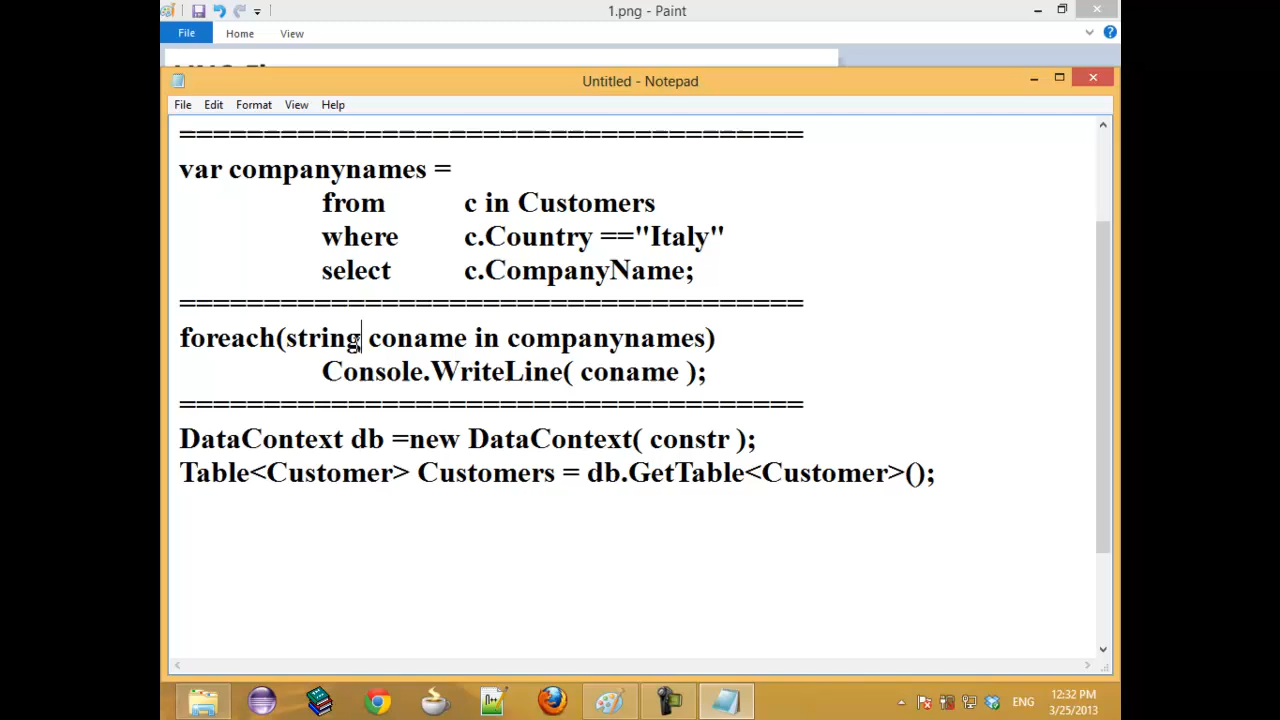 1.png - Paint
File Home View
Untitled - Notepad
File Edit Format View Help
=====================================
var companynames =
from c in Customers
where c.Country =="Italy"
select c.CompanyName;
=====================================
foreach(string coname in companynames)
Console.WriteLine( coname );
=====================================
DataContext db =new DataContext( constr );
Table<Customer> Customers = db.GetTable<Customer>();
ENG
12:32 PM
3/25/2013